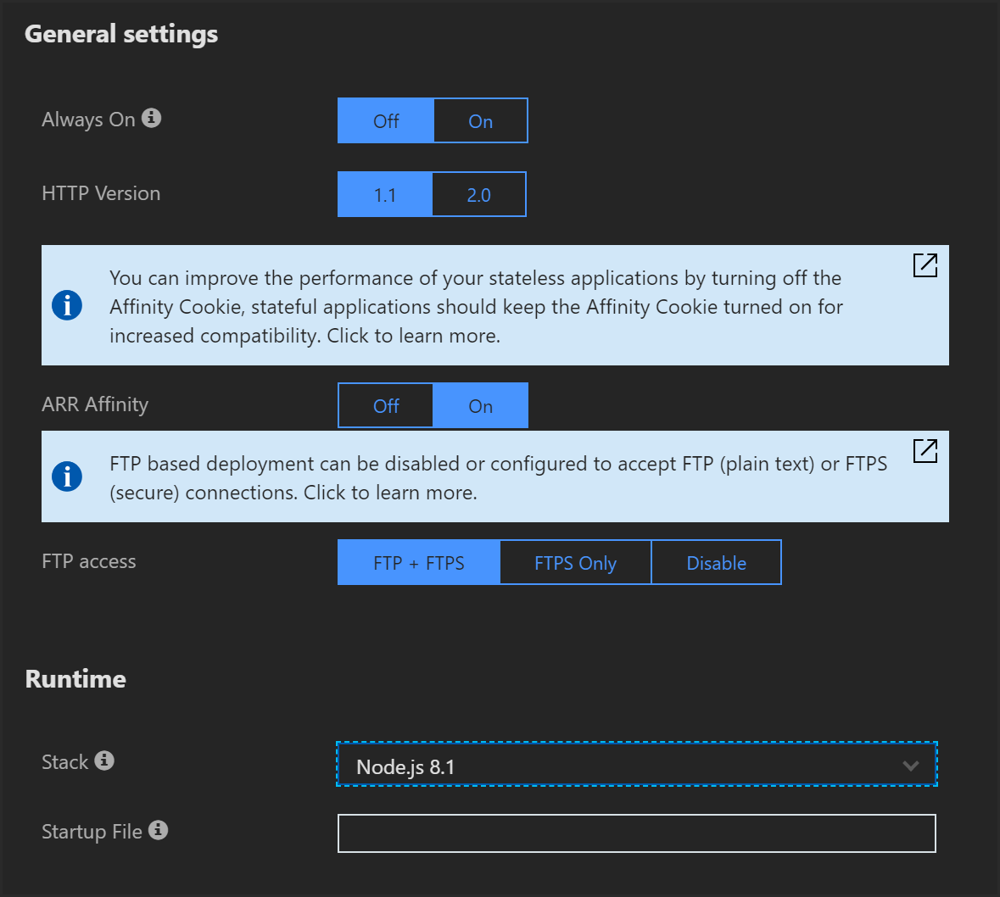 General settings
Always On
Off
On
HTTP Version
1.1
2.0
You can improve the performance of your stateless applications by turning off the
Affinity Cookie, stateful applications should keep the Affinity Cookie turned on for
increased compatibility. Click to learn more.
ARR Affinity
Off
On
FTP based deployment can be disabled or configured to accept FTP (plain text) or FTPS
(secure) connections. Click to learn more.
FTP access
FTP + FTPS
FTPS Only
Disable
Runtime
Stack
Node.js 8.1
Startup File